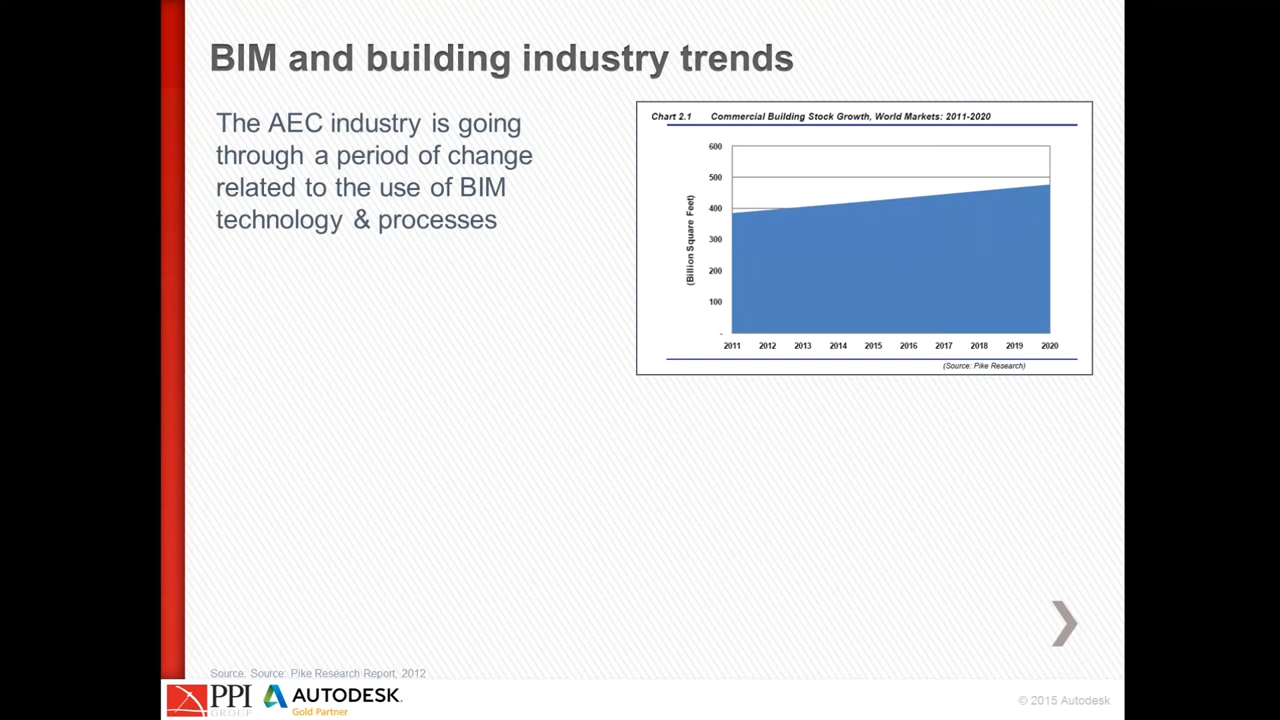 BIM and building industry trends
The AEC industry is going
through a period of change
related to the use of BIM
technology & processes
Chart 2.1 Commercial Building Stock Growth, World Markets: 2011-2020
(Billion Square Feet)
600
500
400
300
200
100
-
2011 2012 2013 2014 2015 2016 2017 2018 2019 2020
(Source: Pike Research)
Source: Source: Pike Research Report, 2012
PPI
GROUP
AUTODESK.
Gold Partner
© 2015 Autodesk